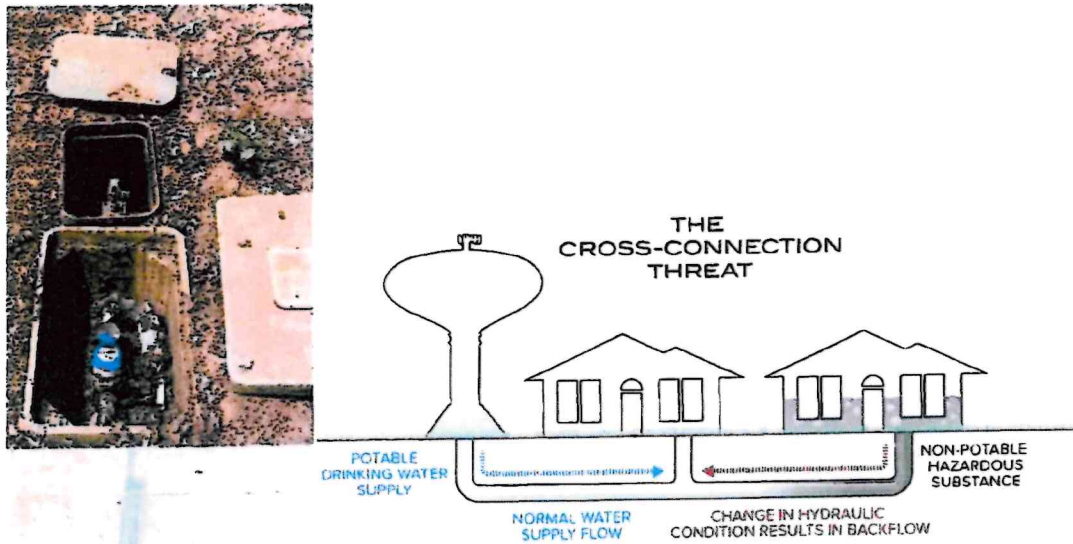 THE
CROSS-CONNECTION
THREAT
POTABLE
DRINKING WATER
SUPPLY
NON-POTABLE
HAZARDOUS
SUBSTANCE
NORMAL WATER
SUPPLY FLOW
CHANGE IN HYDRAULIC
CONDITION RESULTS IN BACKFLOW